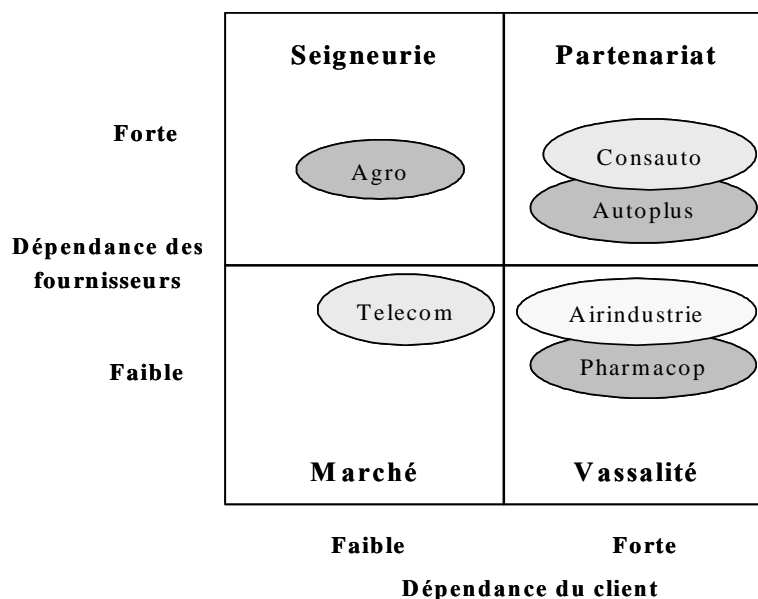 Seigneurie
Partenariat
Forte
Consauto
Agro
Autoplus
Dépendance des
fournisseurs
Telecom
Airindustrie
Faible
Pharmacop
Marché
Vassalité
Faible
Forte
Dépendance du client